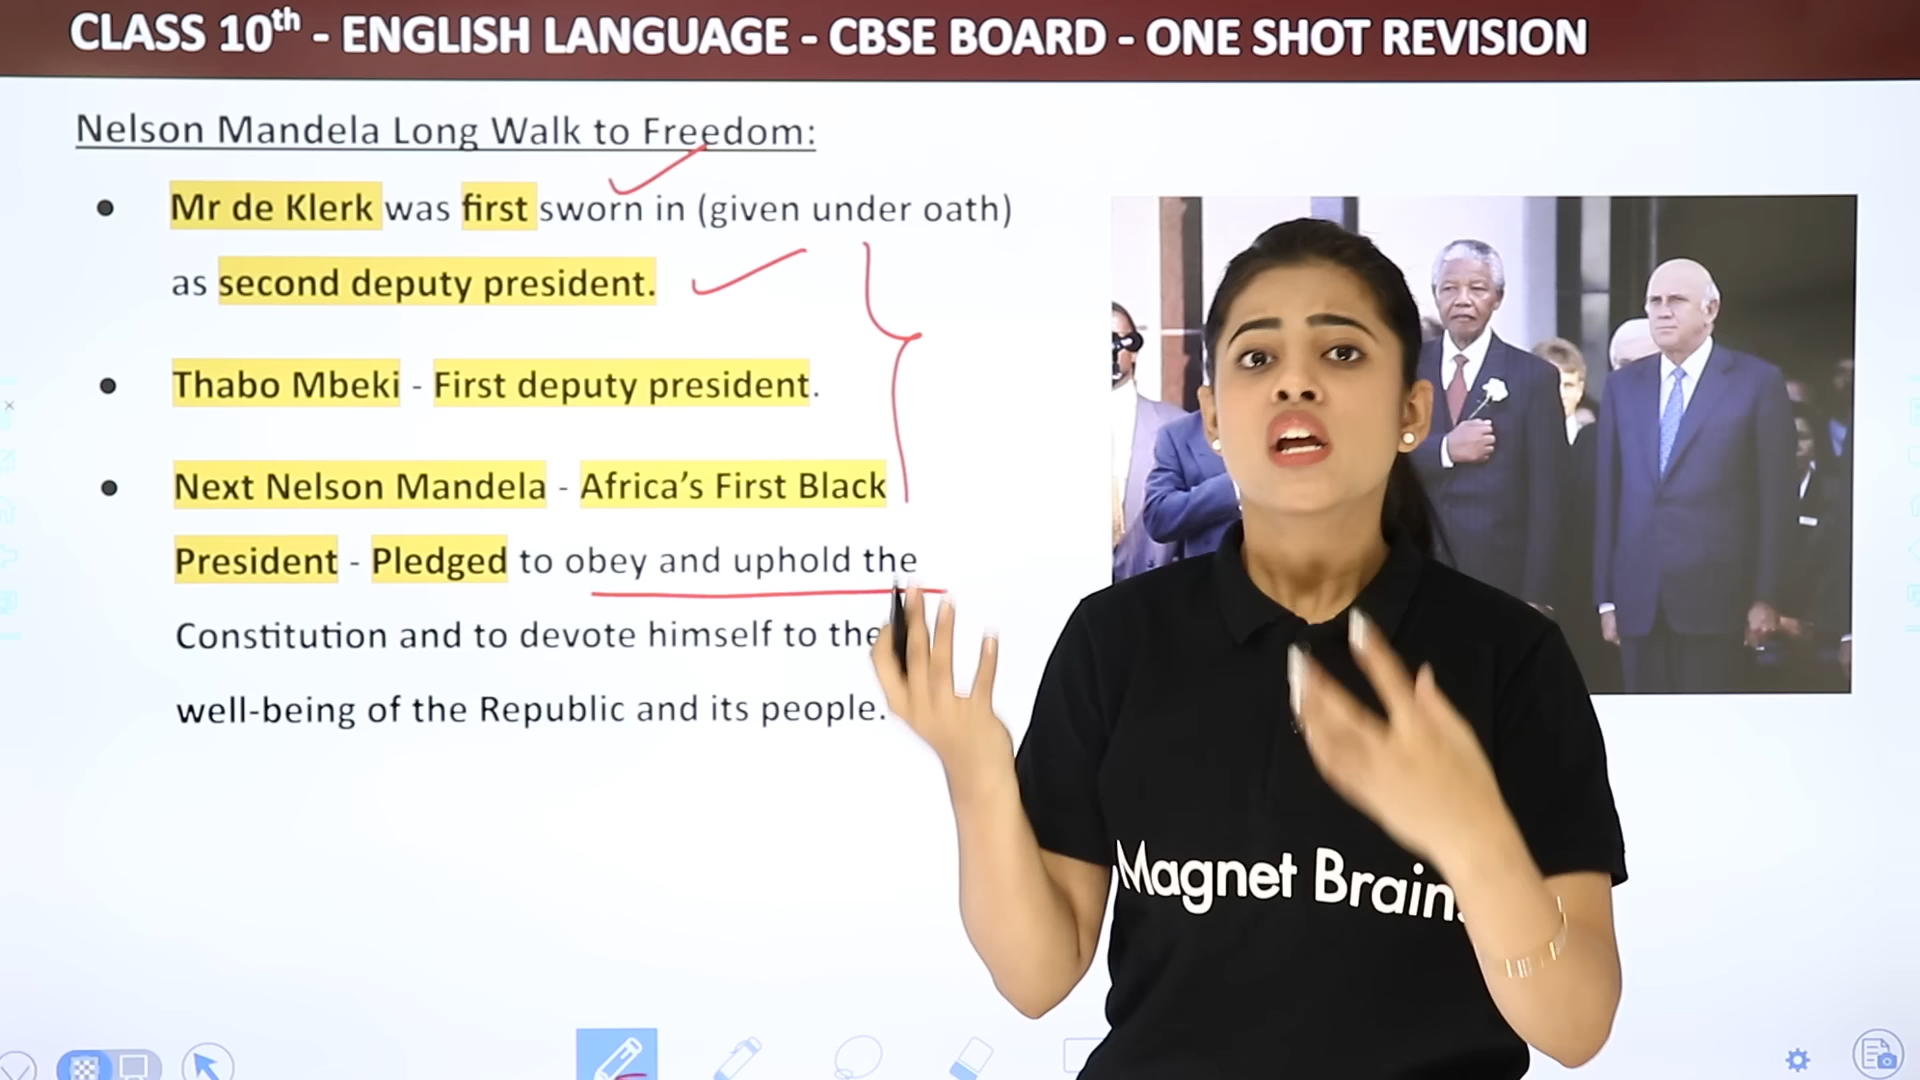 CLASS 10th - ENGLISH LANGUAGE - CBSE BOARD - ONE SHOT REVISION
Nelson Mandela Long Walk to Freedom:
• Mr de Klerk was first sworn in (given under oath)
as second deputy president.
• Thabo Mbeki - First deputy president.
• Next Nelson Mandela - Africa's First Black
President - Pledged to obey and uphold the
Constitution and to devote himself to the
well-being of the Republic and its people.
Magnet Brain